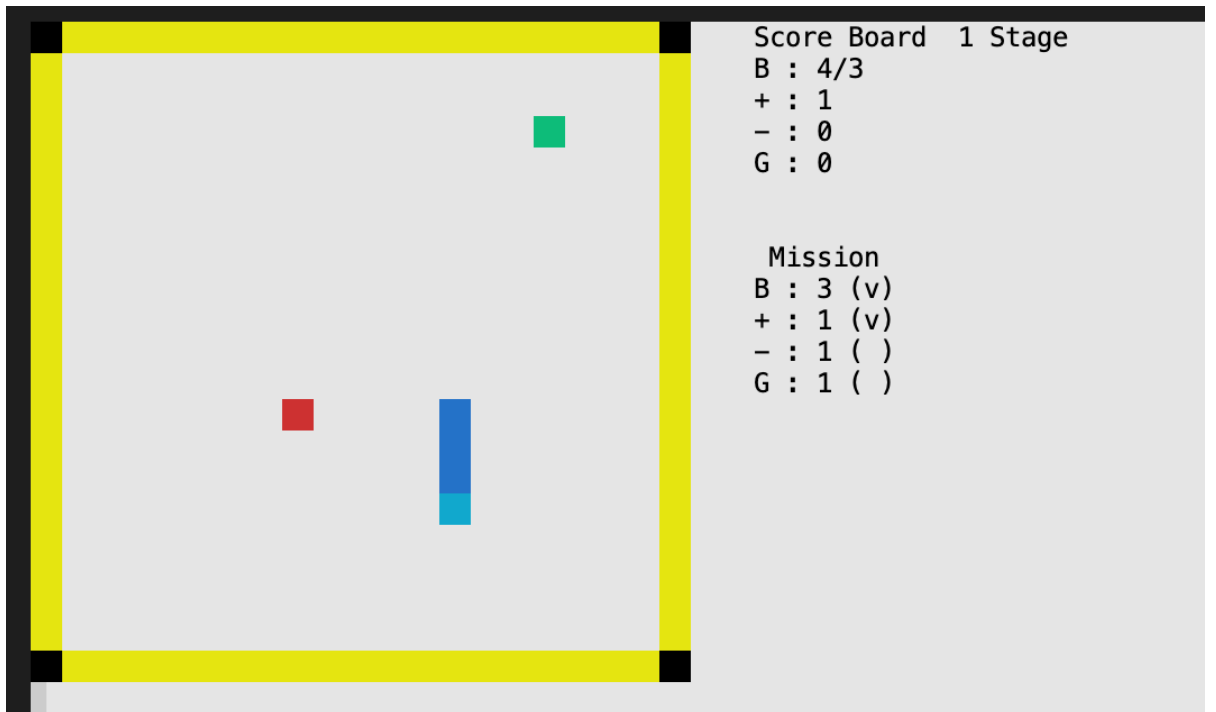 Score Board  1 Stage
B : 4/3
+ : 1
- : 0
G : 0
Mission
B : 3 (v)
+ : 1 (v)
- : 1 ( )
G : 1 ( )